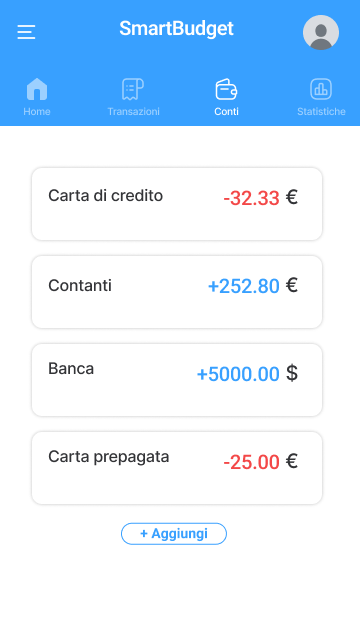 SmartBudget
Home Transazioni Conti Statistiche
Carta di credito -32.33 €
Contanti +252.80 €
Banca +5000.00 $
Carta prepagata -25.00 €
+ Aggiungi